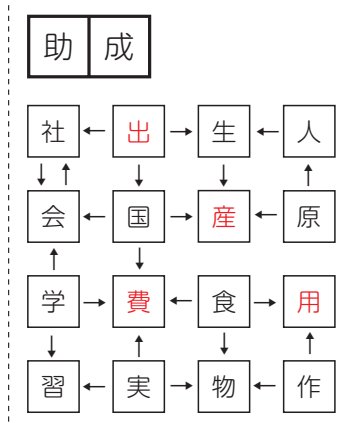 助成
社出生人
会国産原
学費食用
習実物作